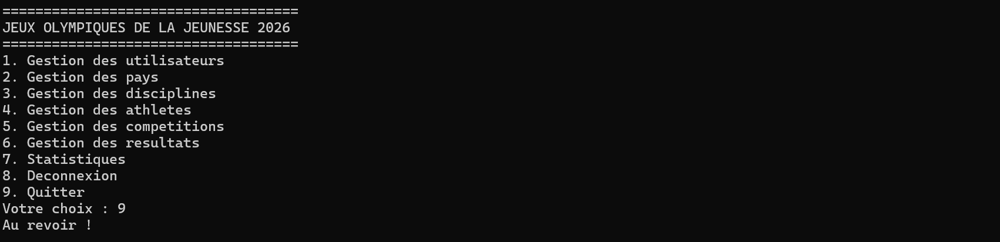 ====================================
JEUX OLYMPIQUES DE LA JEUNESSE 2026
====================================
1. Gestion des utilisateurs
2. Gestion des pays
3. Gestion des disciplines
4. Gestion des athletes
5. Gestion des competitions
6. Gestion des resultats
7. Statistiques
8. Deconnexion
9. Quitter
Votre choix : 9
Au revoir !